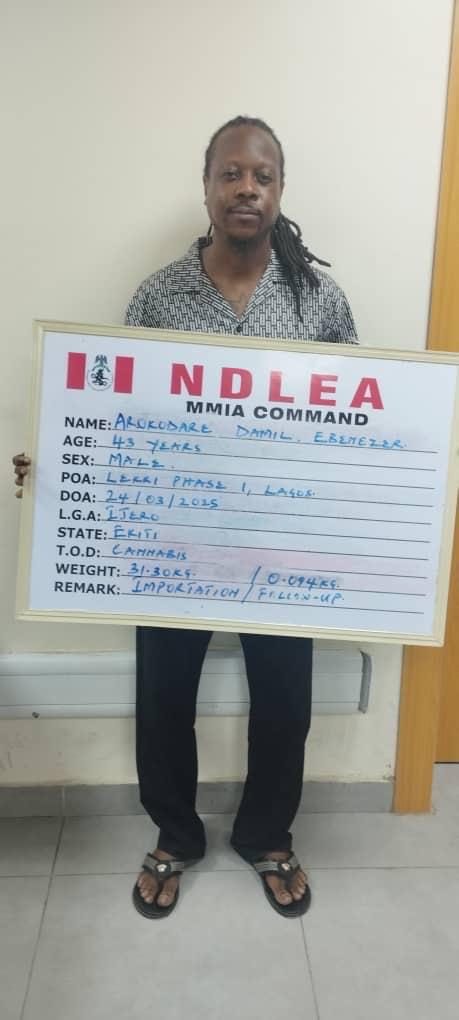 NDLEA
MMIA COMMAND
NAME: AROKODARE DAMIL. EBENEZER.
AGE: 43 YEARS
SEX: MALE.
POA: LEKKI PHASE 1, LAGOS.
DOA: 24/03/2025
L.G.A: IJERO
STATE: EKITI
T.O.D: CANNABIS
WEIGHT: 31.30KG. / 0.094KG.
REMARK: IMPORTATION / FOLLOW-UP.